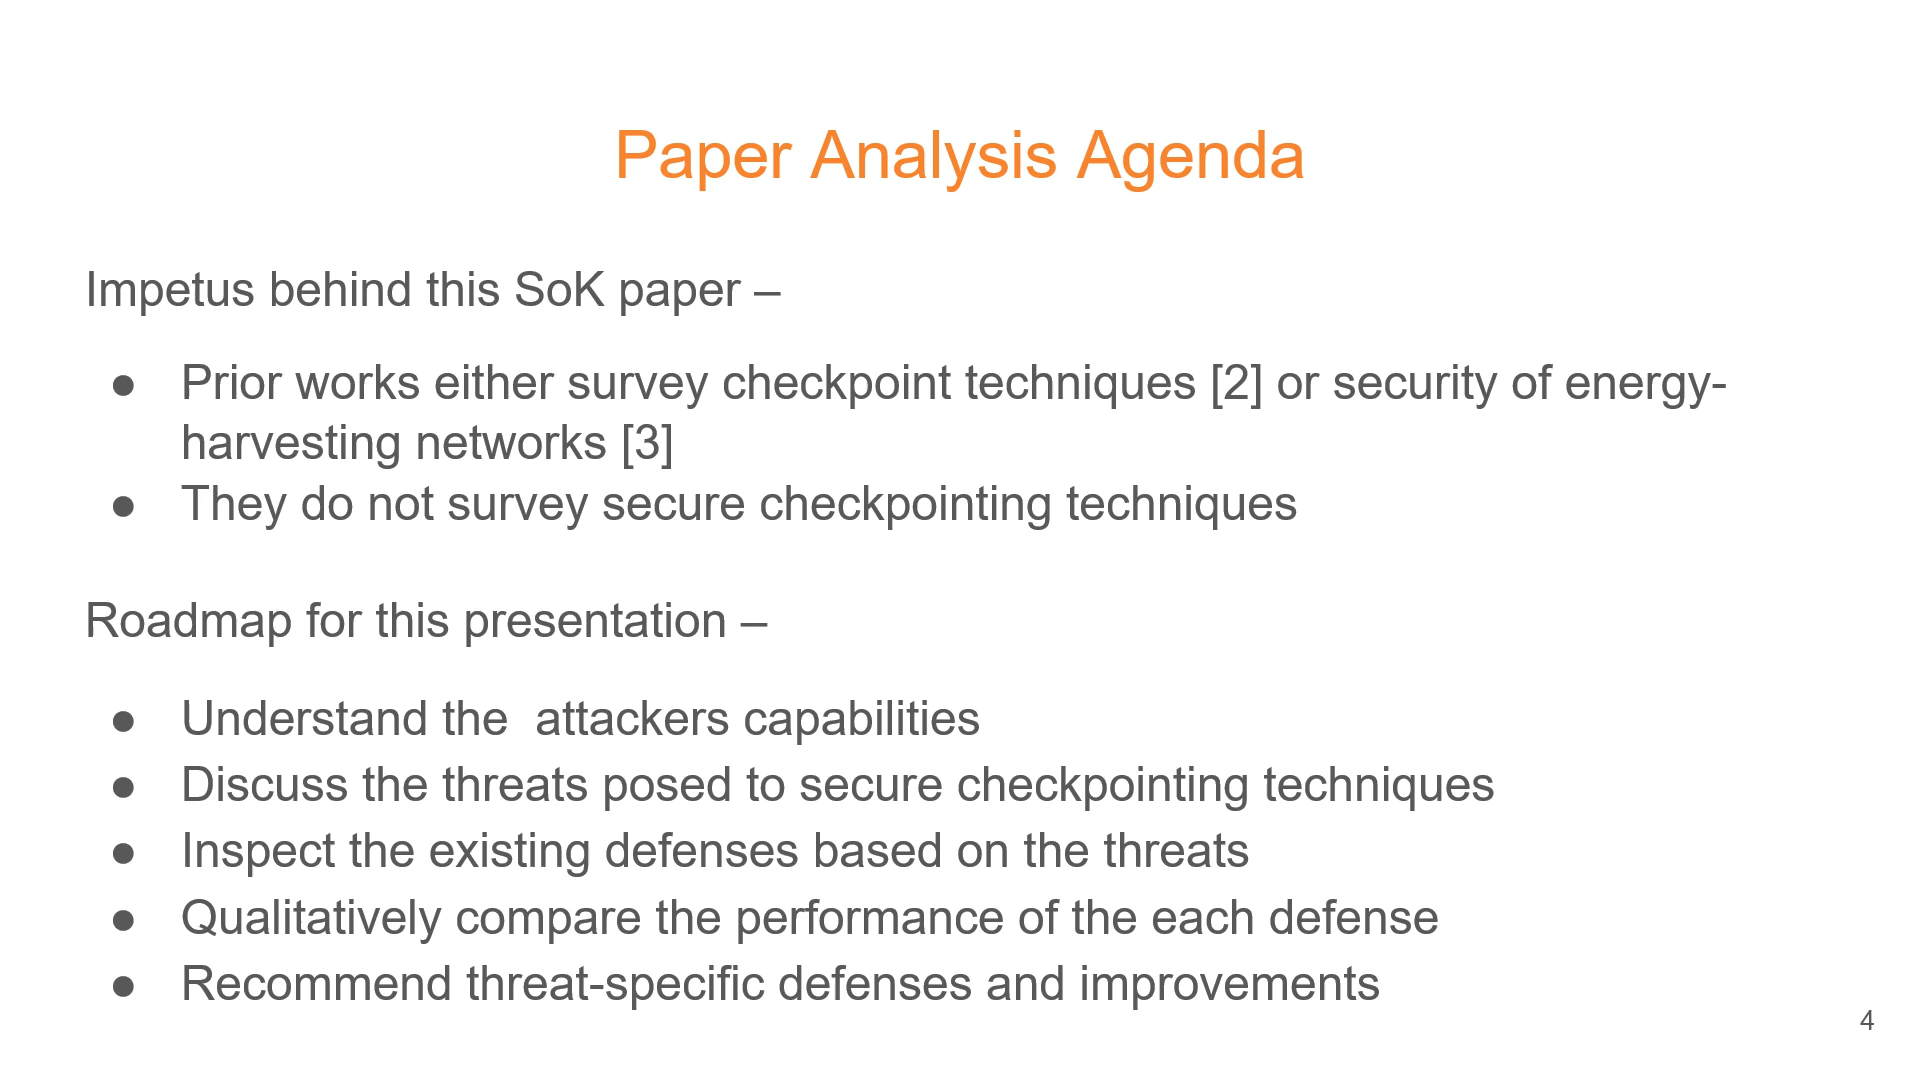 Paper Analysis Agenda
Impetus behind this SoK paper –
● Prior works either survey checkpoint techniques [2] or security of energy-
harvesting networks [3]
● They do not survey secure checkpointing techniques
Roadmap for this presentation –
● Understand the  attackers capabilities
● Discuss the threats posed to secure checkpointing techniques
● Inspect the existing defenses based on the threats
● Qualitatively compare the performance of the each defense
● Recommend threat-specific defenses and improvements
4